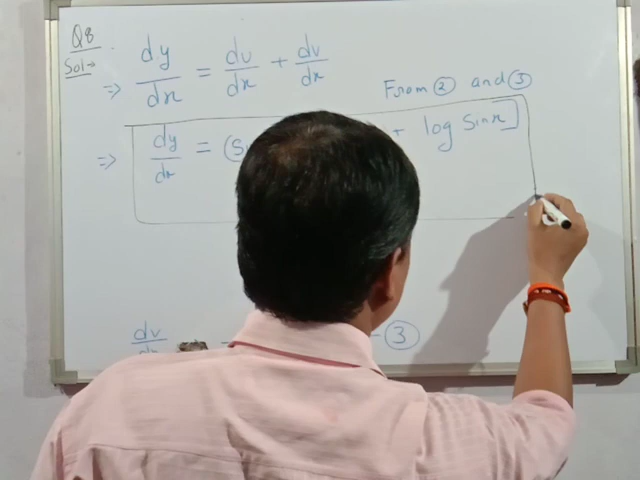 Q8
Sol→
⇒ dy/dx = du/dx + dv/dx
From ② and ③
⇒ dy/dx = (S + log Sinx]
dv ③